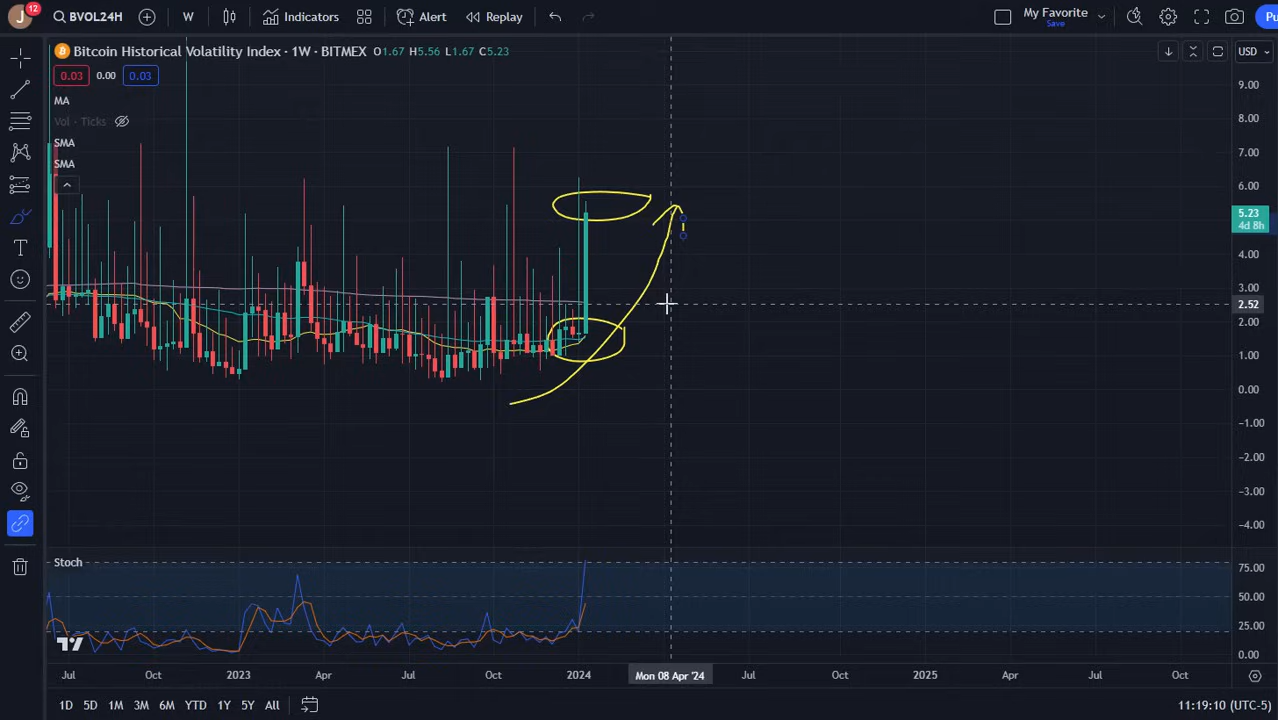 J 12 BVOL24H W Indicators Alert Replay My Favorite Save Pu
Bitcoin Historical Volatility Index · 1W · BITMEX O1.67 H5.56 L1.67 C5.23 USD
0.03 0.00 0.03
MA
Vol · Ticks
SMA
SMA
9.00
8.00
7.00
6.00
5.23
4d 8h
4.00
3.00
2.52
2.00
1.00
0.00
−1.00
−2.00
−3.00
−4.00
Stoch
75.00
50.00
25.00
0.00
Jul Oct 2023 Apr Jul Oct 2024 Mon 08 Apr '24 Jul Oct 2025 Apr Jul Oct
1D 5D 1M 3M 6M YTD 1Y 5Y All 11:19:10 (UTC-5)